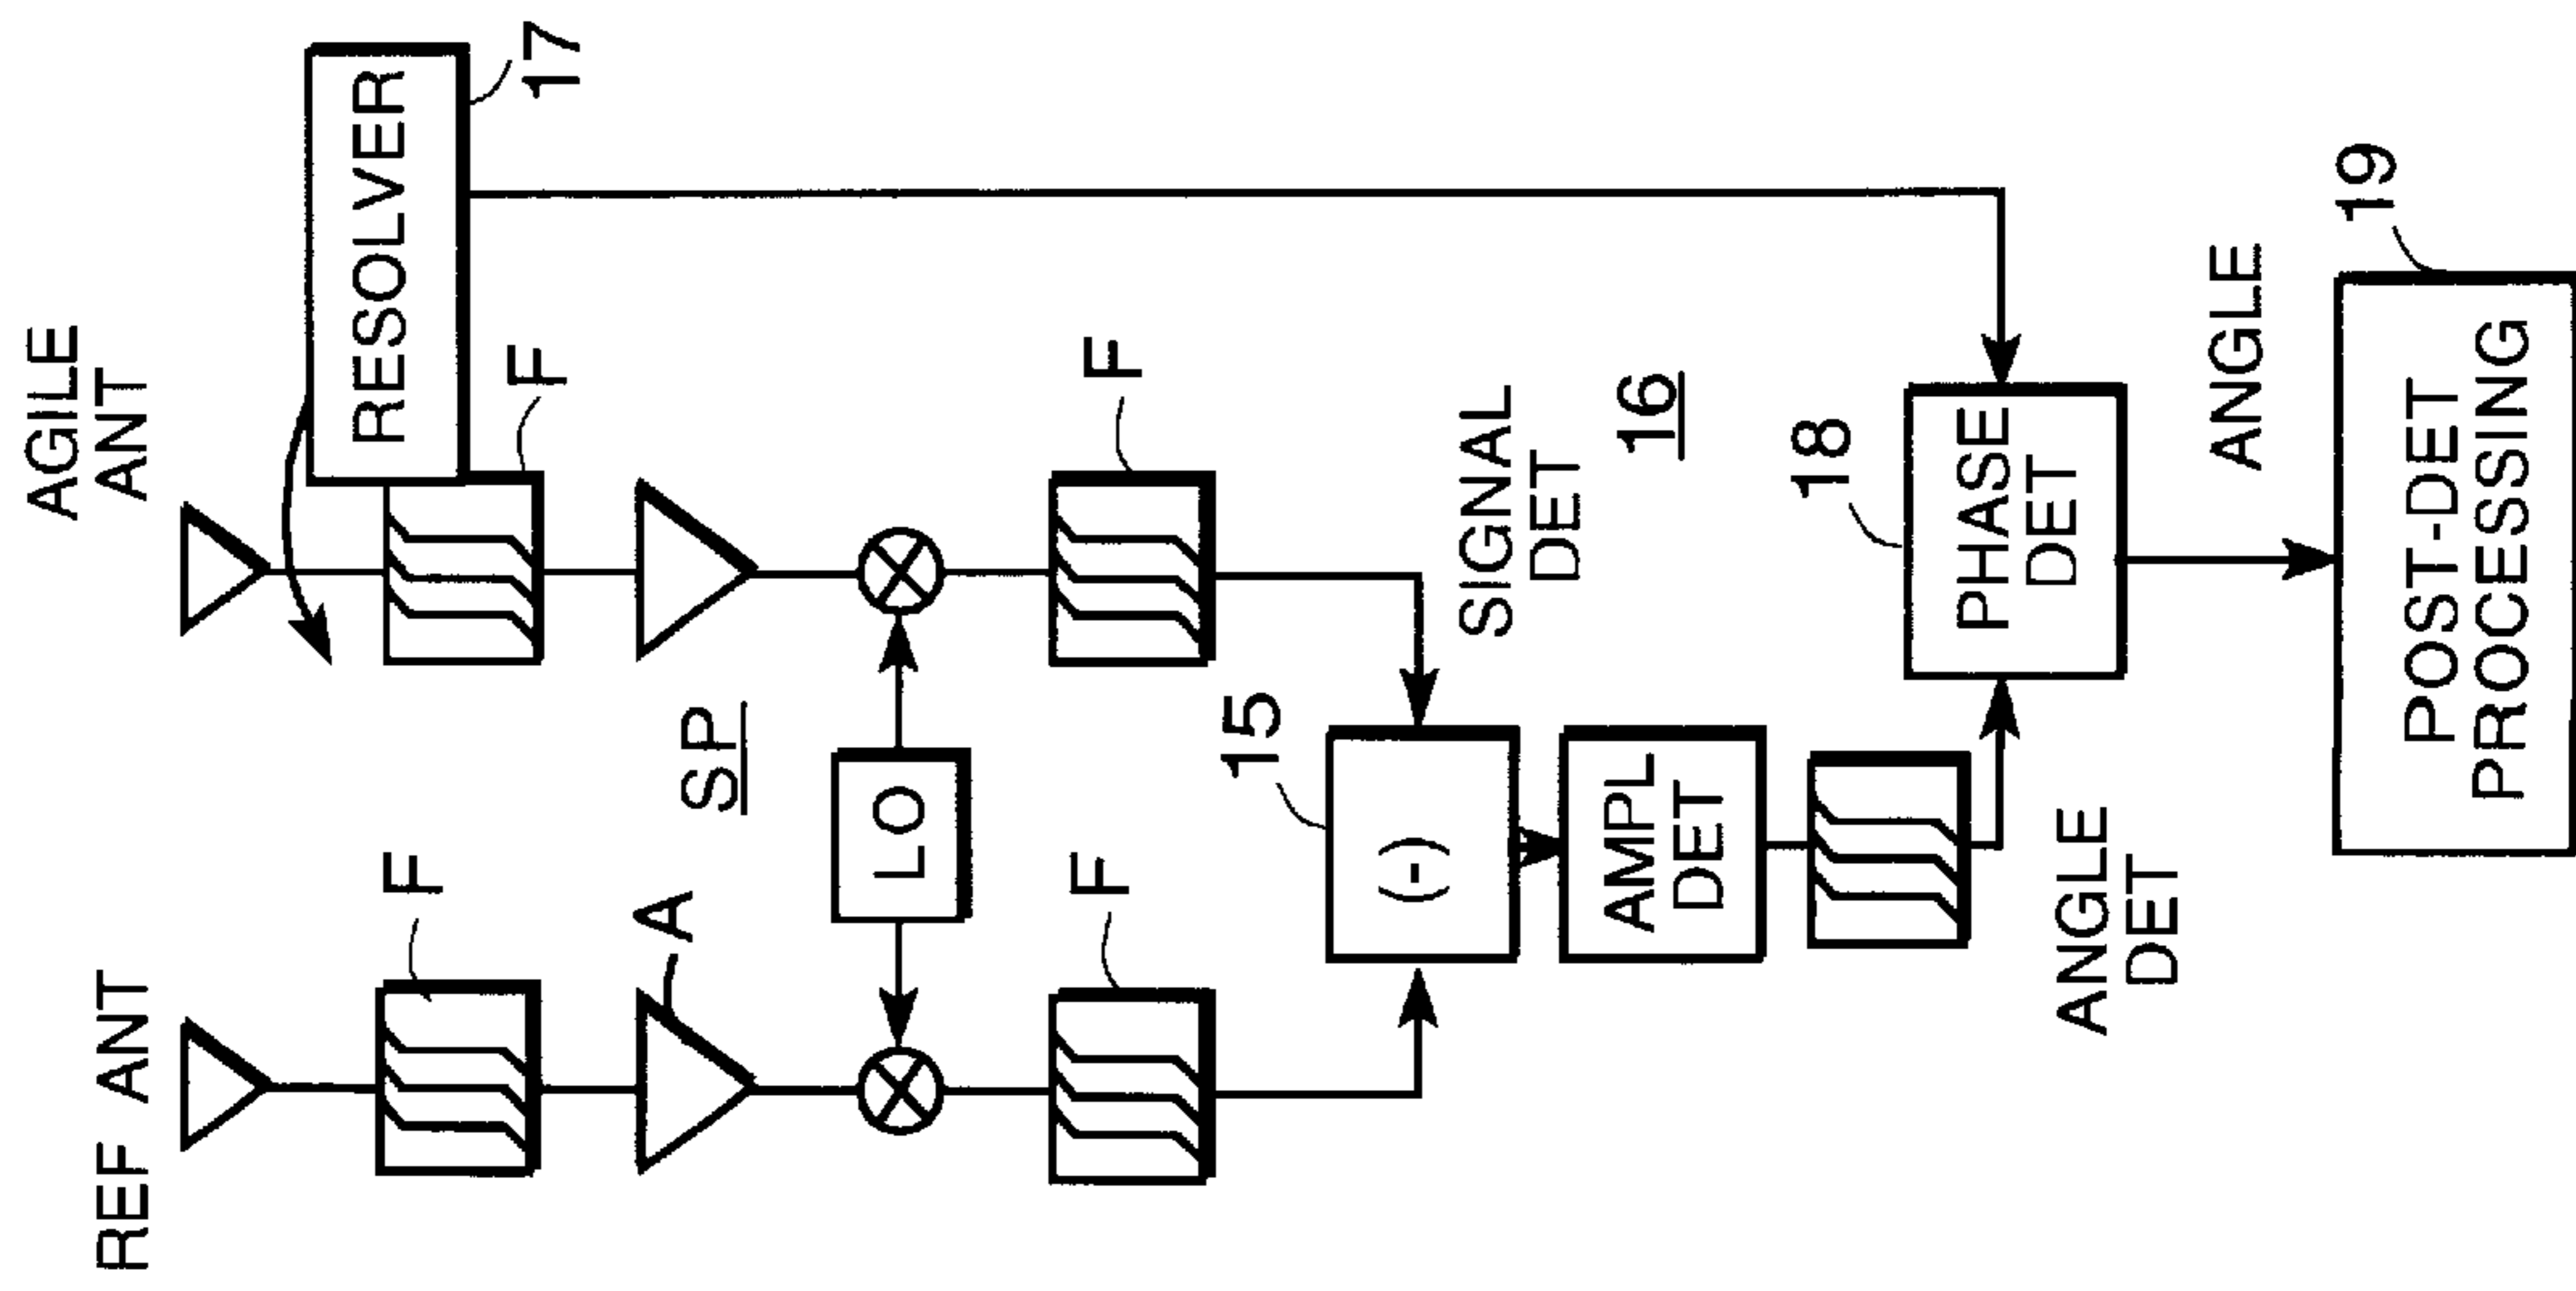 AGILE
ANT
REF ANT
RESOLVER
17
F
F
A
SP
LO
F
F
15
(-)
SIGNAL
DET
16
AMPL
DET
18
PHASE
DET
ANGLE
DET
ANGLE
19
POST-DET
PROCESSING